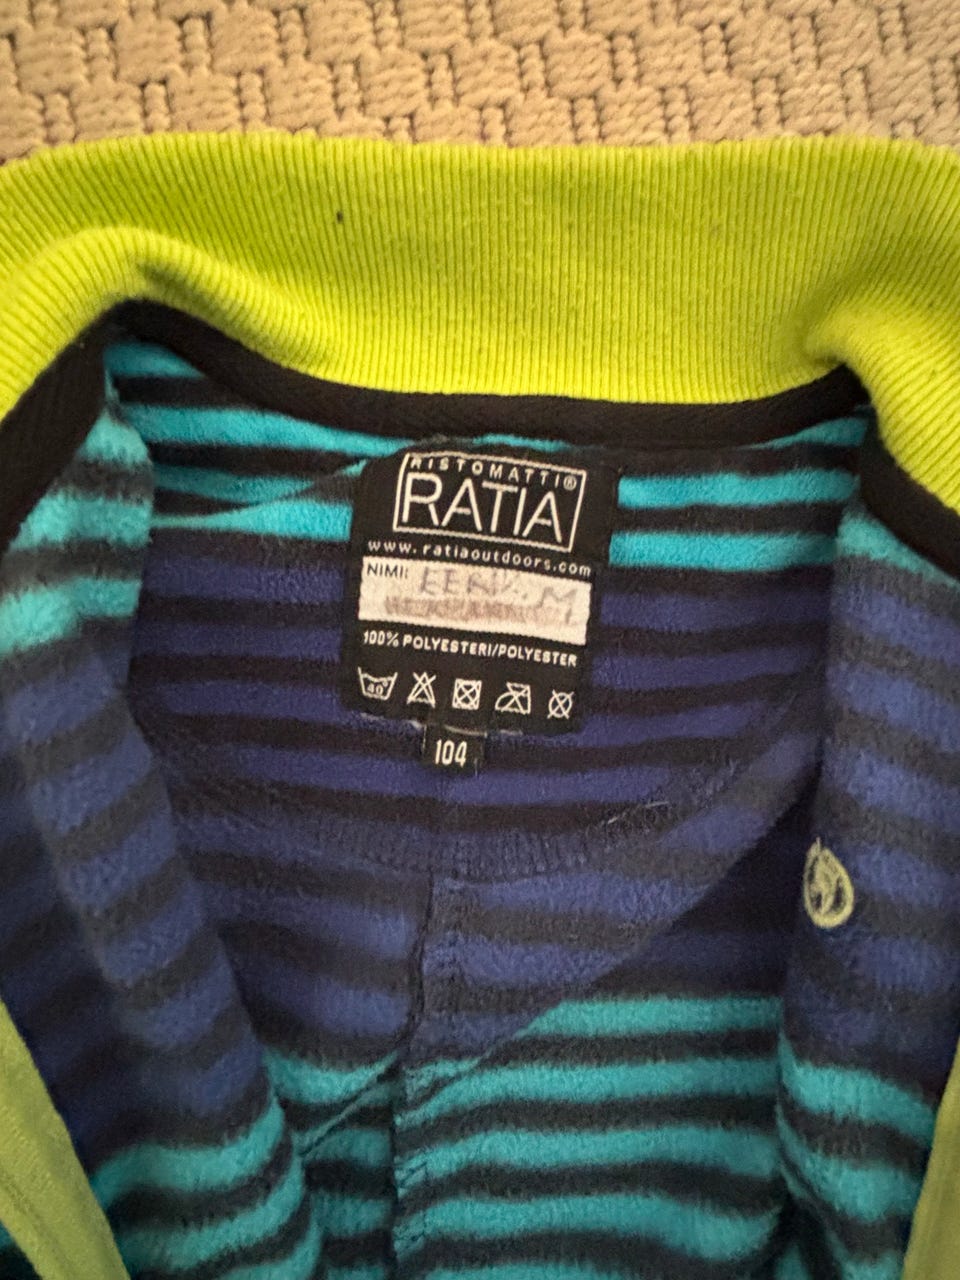 RISTOMATTI®
RATIA
www.ratiaoutdoors.com
NIMI: M
100% POLYESTERI/POLYESTER
40°
104